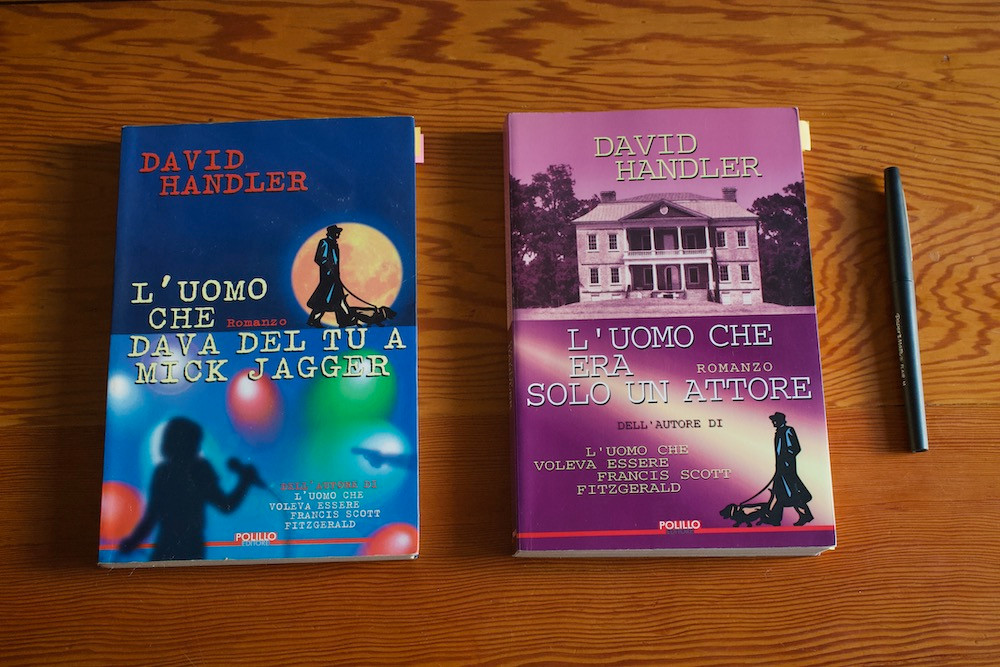 DAVID
HANDLER
L'UOMO
CHE
Romanzo
DAVA DEL TU A
MICK JAGGER
DELL'AUTORE DI
L'UOMO CHE
VOLEVA ESSERE
FRANCIS SCOTT
FITZGERALD
POLILLO
EDITORE
DAVID
HANDLER
L'UOMO CHE
ERA
ROMANZO
SOLO UN ATTORE
DELL'AUTORE DI
L'UOMO CHE
VOLEVA ESSERE
FRANCIS SCOTT
FITZGERALD
POLILLO
EDITORE